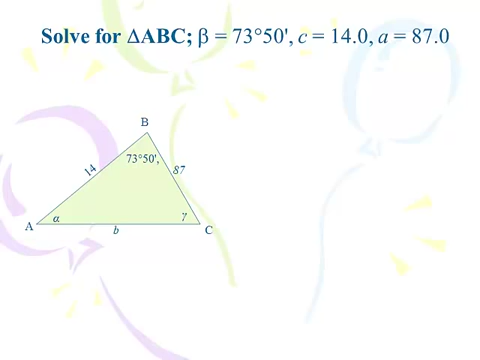 Solve for ΔABC; β = 73°50', c = 14.0, a = 87.0
B
14
73°50',
87
A
α
γ
C
b